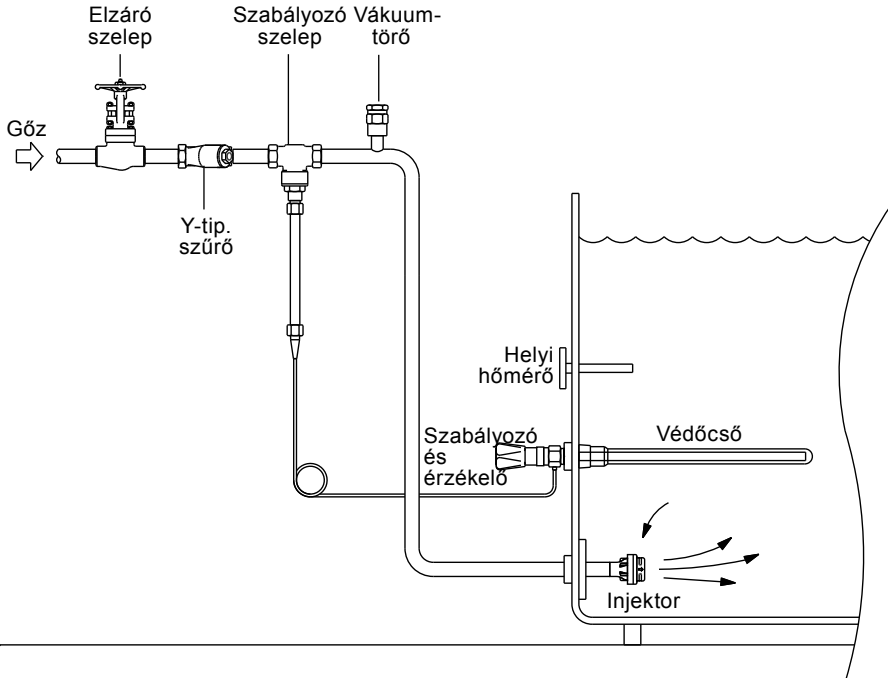 Elzáró
szelep
Szabályozó
szelep
Vákuum-
törő
Gőz
Y-tip.
szűrő
Helyi
hőmérő
Szabályozó
és
érzékelő
Védőcső
Injektor